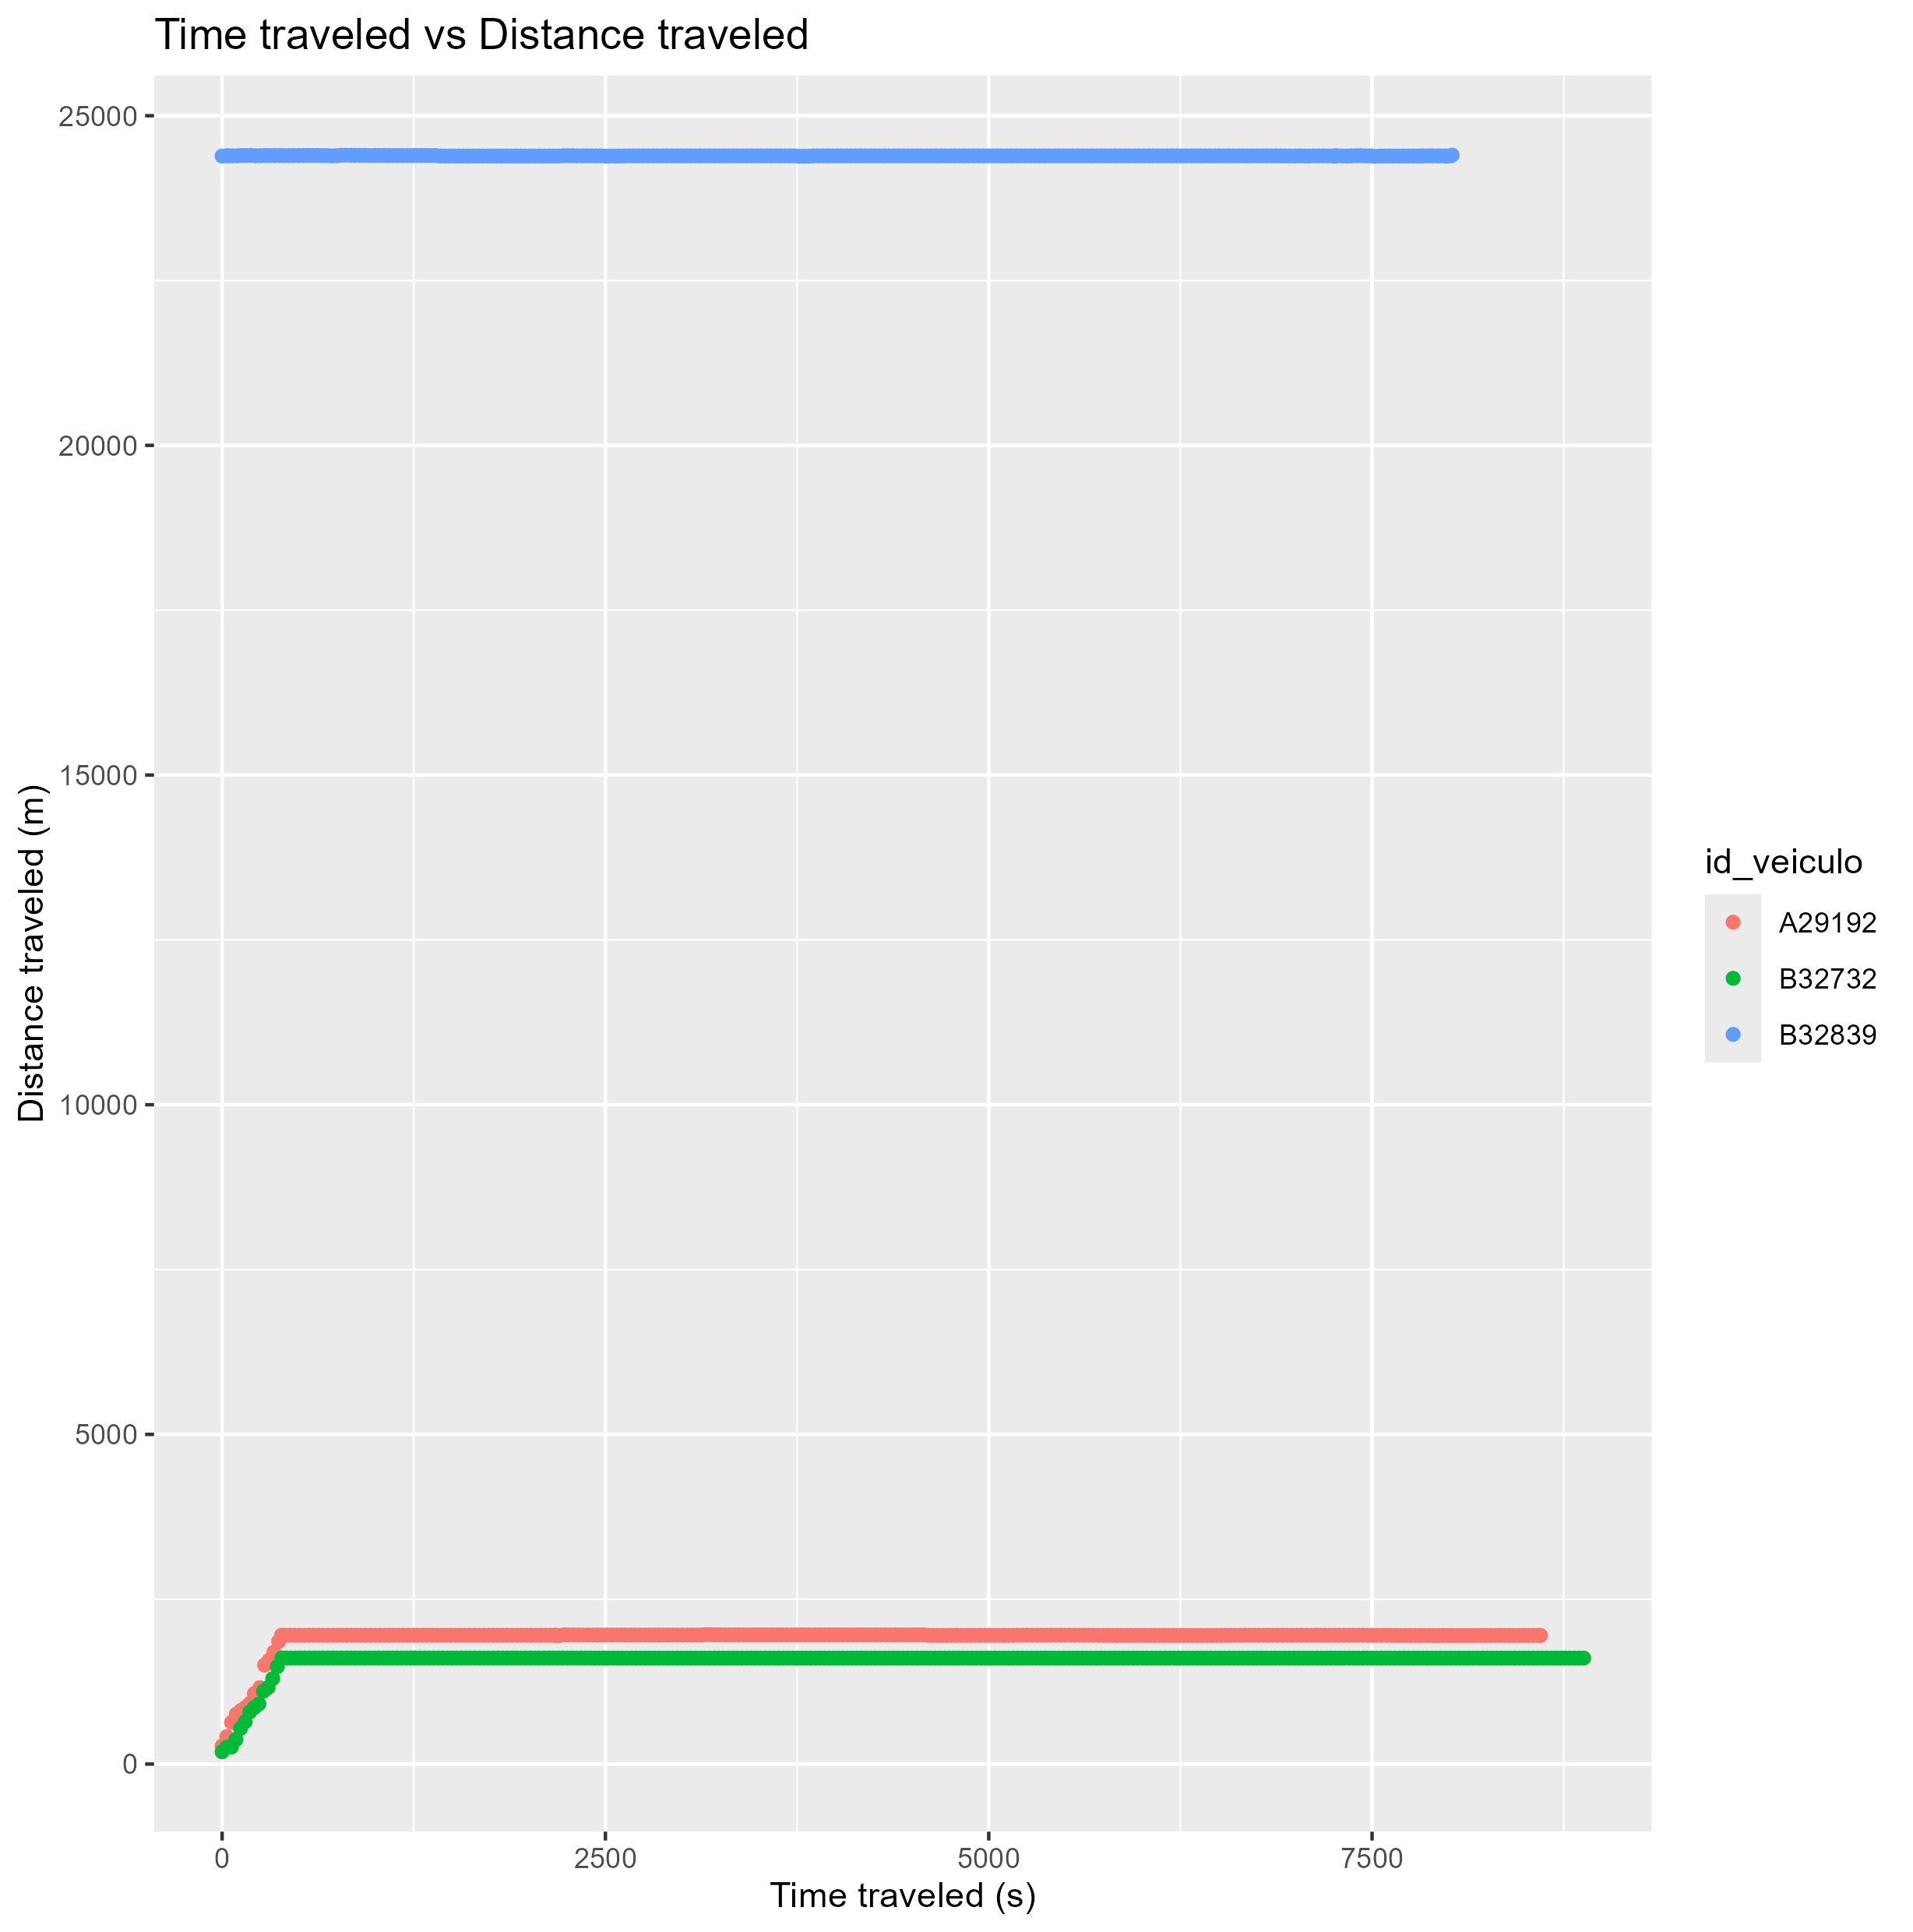 Time traveled vs Distance traveled
25000
20000
15000
10000
5000
0
Distance traveled (m)
0 2500 5000 7500
Time traveled (s)
id_veiculo
A29192
B32732
B32839